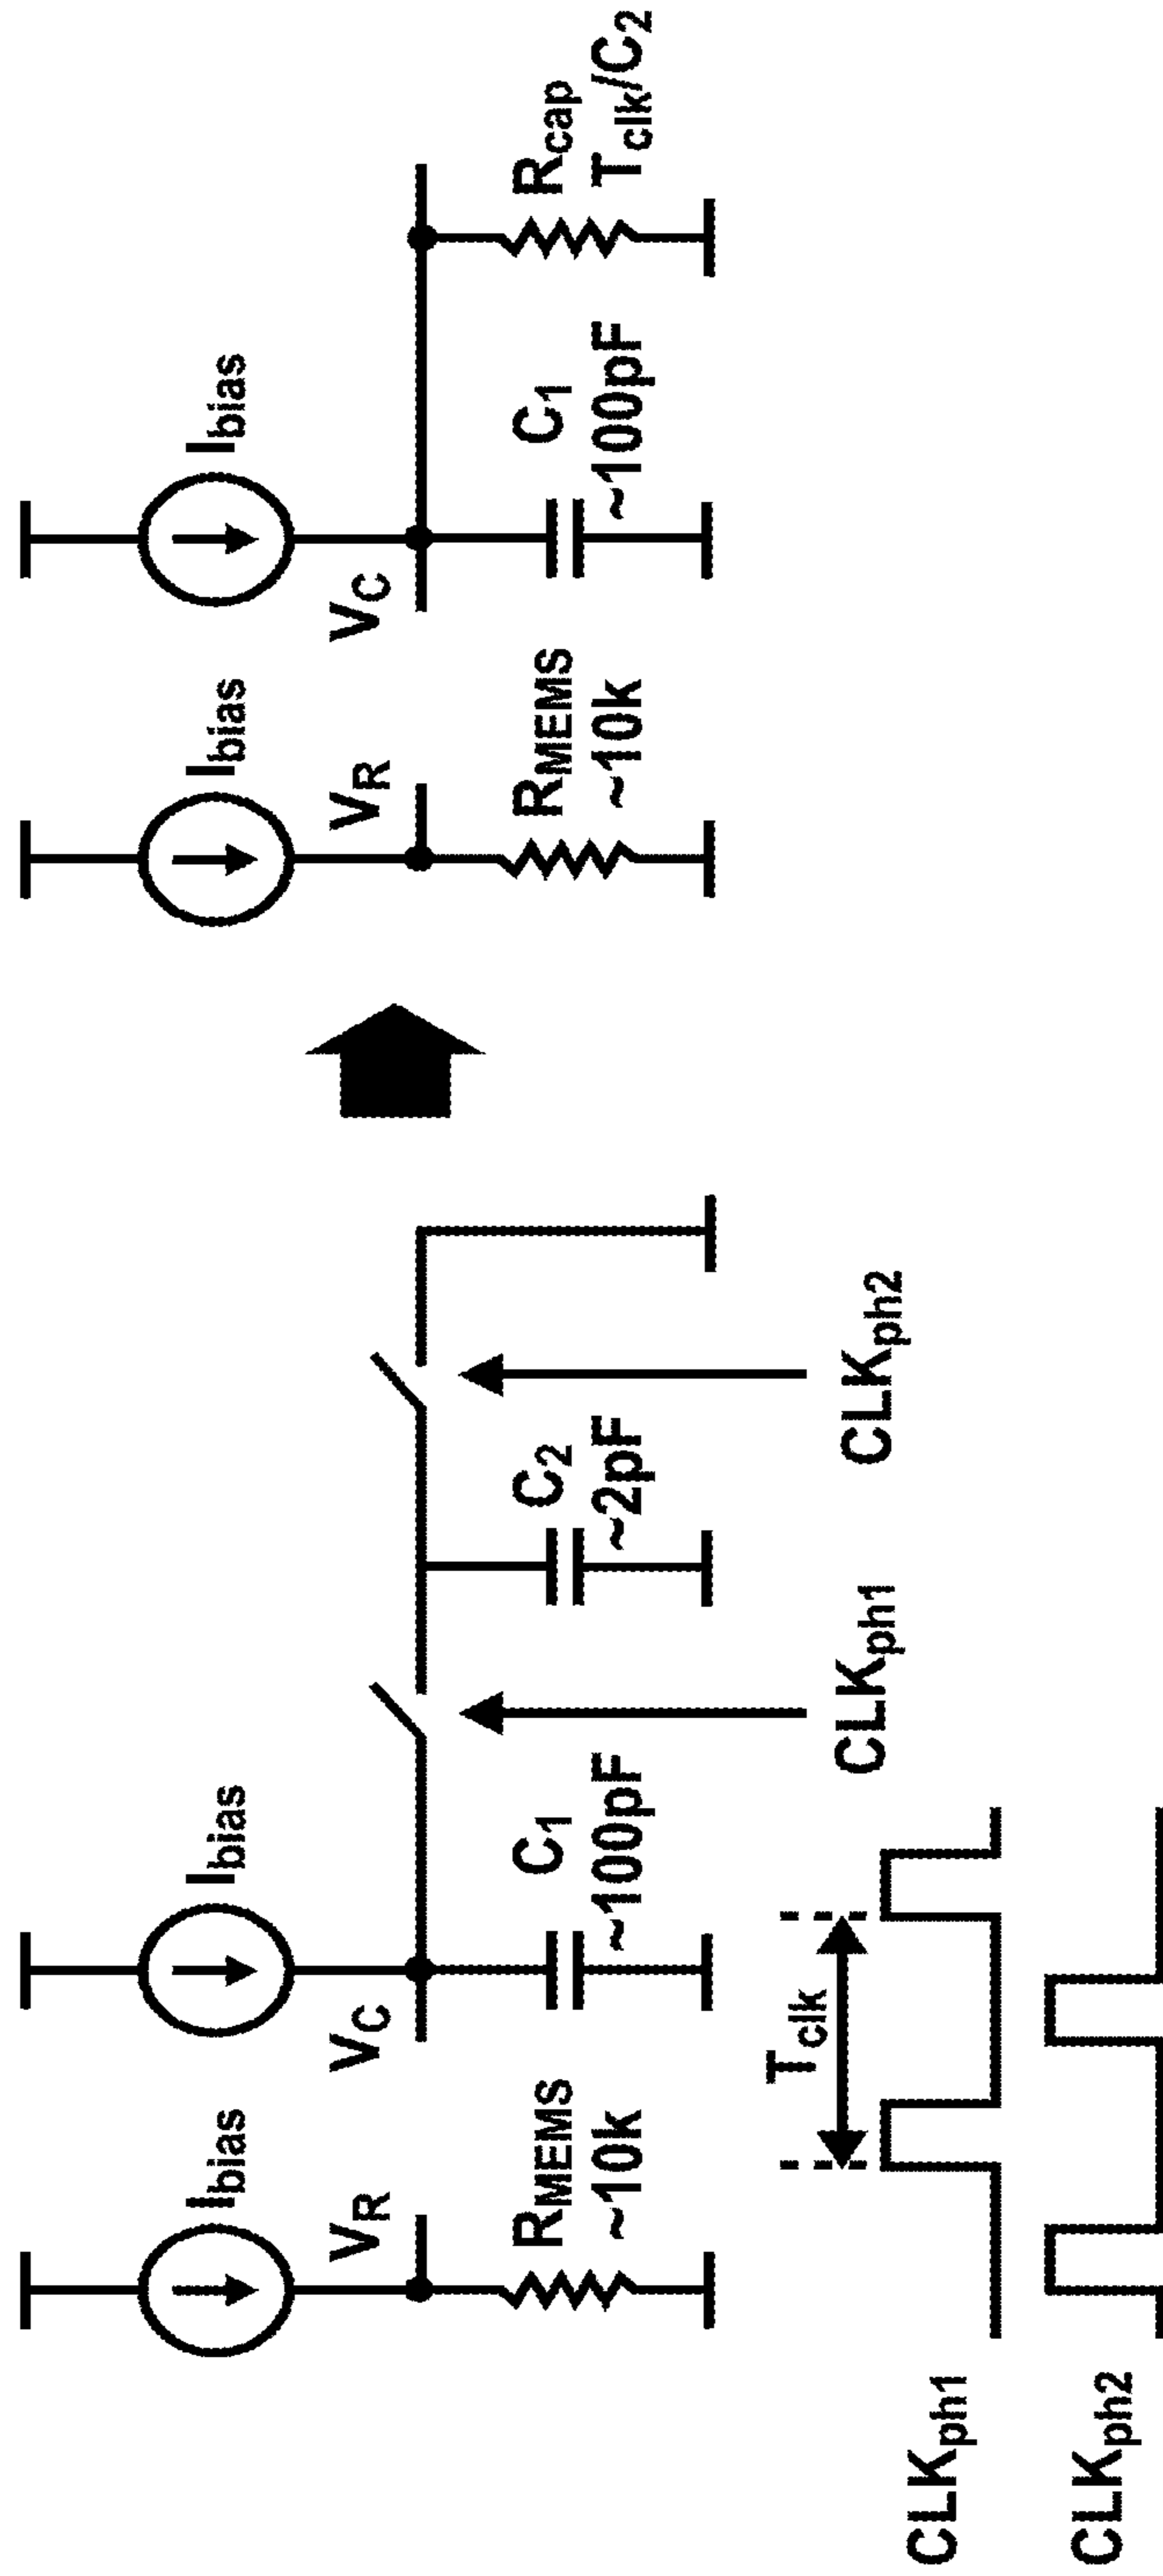 I_bias
I_bias
V_R
V_C
R_MEMS
~10k
C_1
~100pF
C_2
~2pF
CLK_ph1
CLK_ph2
T_clk
CLK_ph1
CLK_ph2
I_bias
I_bias
V_R
V_C
R_MEMS
~10k
C_1
~100pF
R_cap
T_clk/C_2